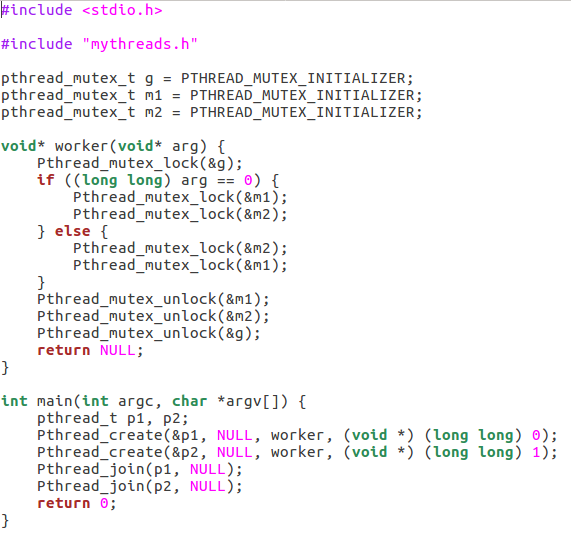 #include <stdio.h>
#include "mythreads.h"
pthread_mutex_t g = PTHREAD_MUTEX_INITIALIZER;
pthread_mutex_t m1 = PTHREAD_MUTEX_INITIALIZER;
pthread_mutex_t m2 = PTHREAD_MUTEX_INITIALIZER;
void* worker(void* arg) {
    Pthread_mutex_lock(&g);
    if ((long long) arg == 0) {
        Pthread_mutex_lock(&m1);
        Pthread_mutex_lock(&m2);
    } else {
        Pthread_mutex_lock(&m2);
        Pthread_mutex_lock(&m1);
    }
    Pthread_mutex_unlock(&m1);
    Pthread_mutex_unlock(&m2);
    Pthread_mutex_unlock(&g);
    return NULL;
}
int main(int argc, char *argv[]) {
    pthread_t p1, p2;
    Pthread_create(&p1, NULL, worker, (void *) (long long) 0);
    Pthread_create(&p2, NULL, worker, (void *) (long long) 1);
    Pthread_join(p1, NULL);
    Pthread_join(p2, NULL);
    return 0;
}